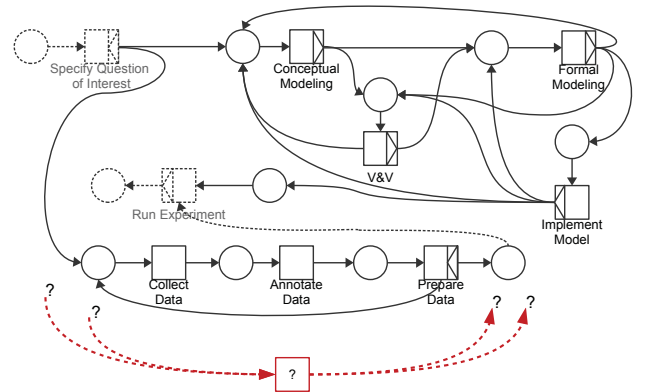 Specify Question
of Interest
Conceptual
Modeling
Formal
Modeling
V&V
Run Experiment
Implement
Model
Collect
Data
Annotate
Data
Prepare
Data
?
?
?
?
?